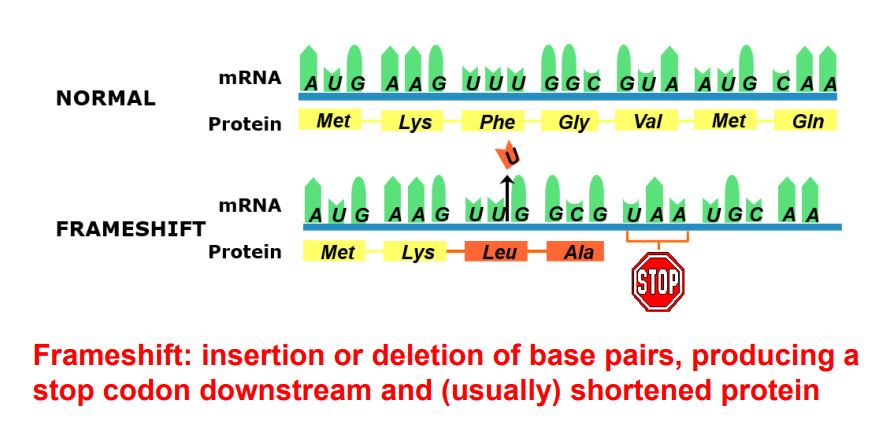 mRNA A U G A A G U U U G G C G U A A U G C A A
NORMAL
Protein Met Lys Phe Gly Val Met Gln
U
mRNA A U G A A G U U G G C G U A A U G C A A
FRAMESHIFT
Protein Met Lys Leu Ala
STOP
Frameshift: insertion or deletion of base pairs, producing a
stop codon downstream and (usually) shortened protein